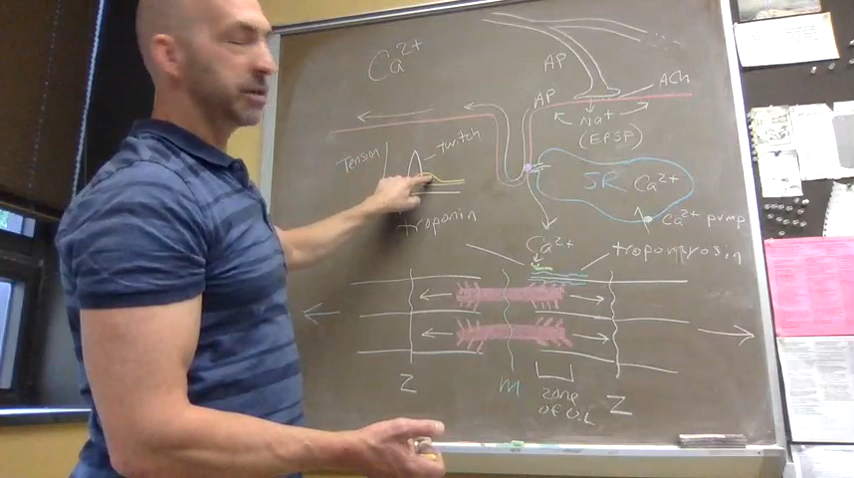 Ca2+
AP
ACh
AP
Na+
(EPSP)
Tension
twitch
SR Ca2+
Ca2+ pump
troponin
Ca2+
tropomyosin
Z
m
zone
of O.L
Z